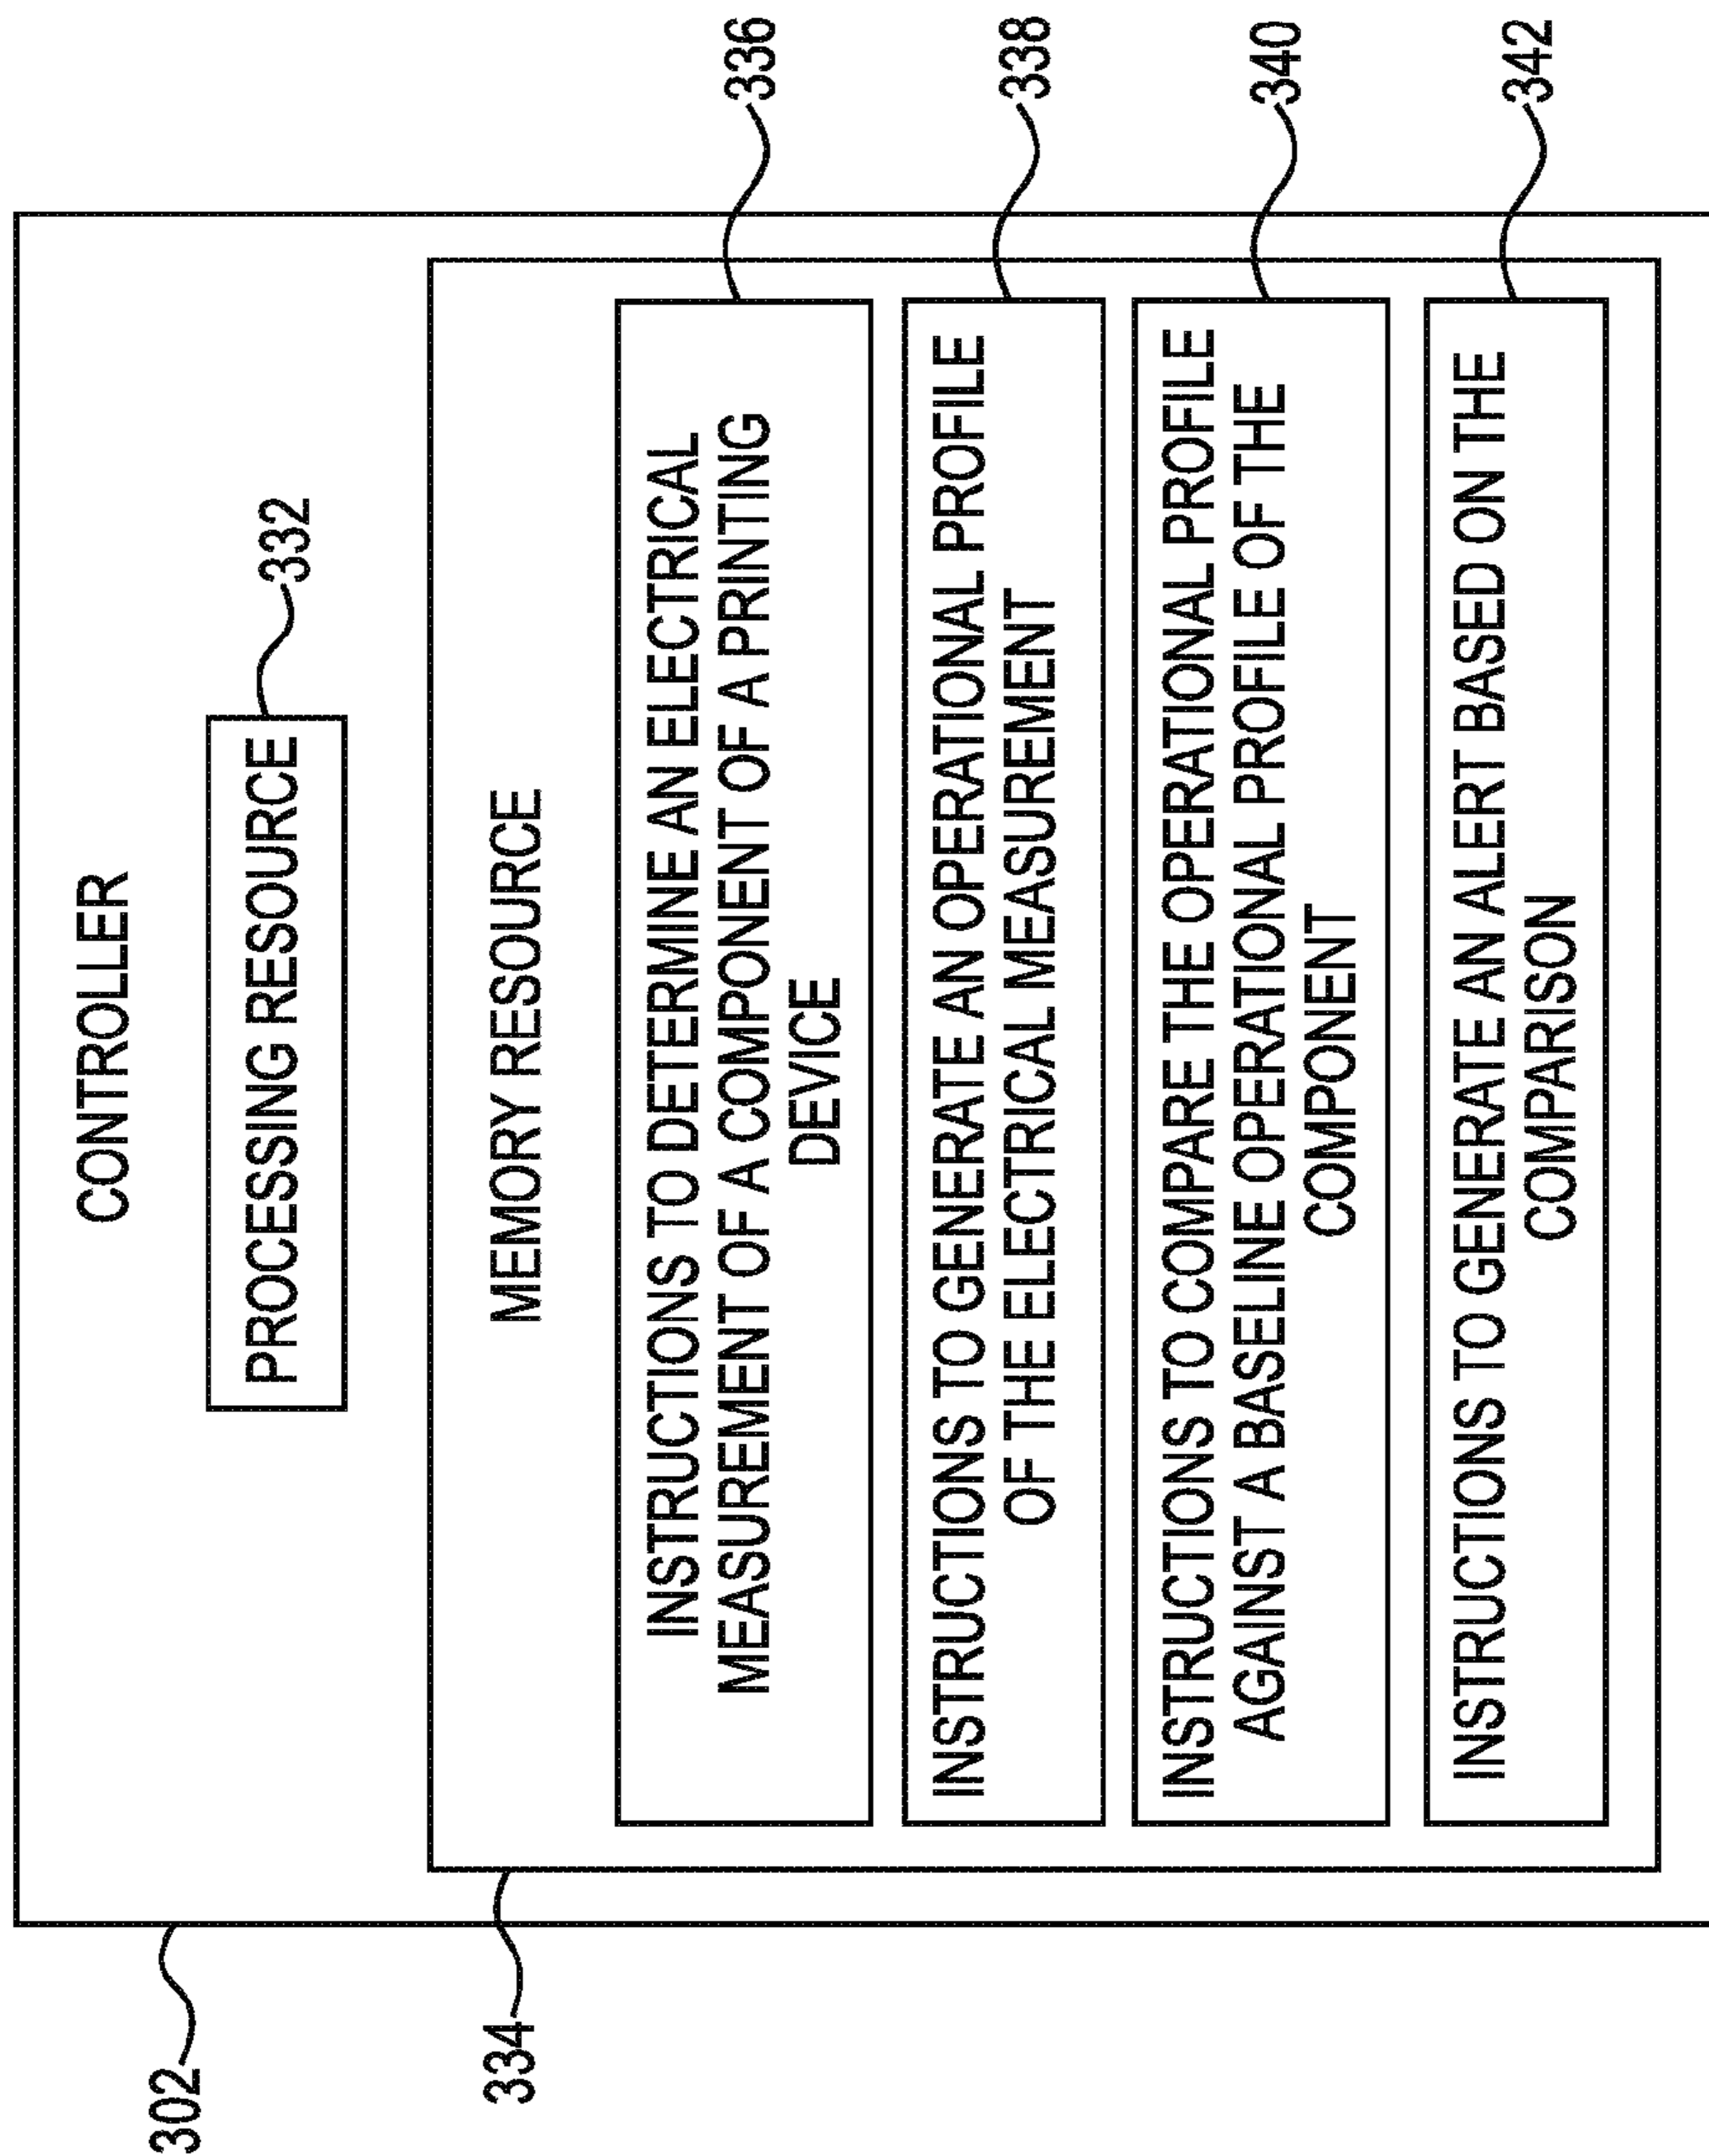 302
CONTROLLER
PROCESSING RESOURCE
332
334
MEMORY RESOURCE
INSTRUCTIONS TO DETERMINE AN ELECTRICAL
MEASUREMENT OF A COMPONENT OF A PRINTING
DEVICE
336
INSTRUCTIONS TO GENERATE AN OPERATIONAL PROFILE
OF THE ELECTRICAL MEASUREMENT
338
INSTRUCTIONS TO COMPARE THE OPERATIONAL PROFILE
AGAINST A BASELINE OPERATIONAL PROFILE OF THE
COMPONENT
340
INSTRUCTIONS TO GENERATE AN ALERT BASED ON THE
COMPARISON
342